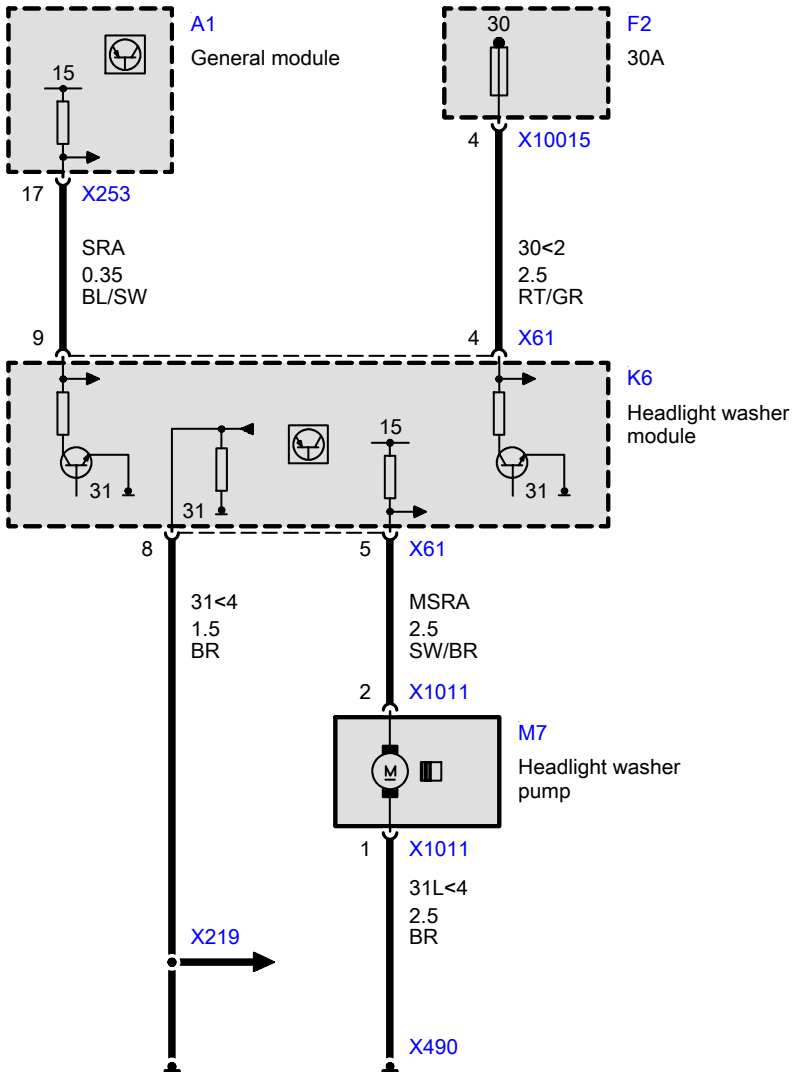 A1
General module
15
30
F2
30A
17 X253
4 X10015
SRA
0.35
BL/SW
30<2
2.5
RT/GR
9
4 X61
K6
Headlight washer
module
31
31
15
31
8
5 X61
31<4
1.5
BR
MSRA
2.5
SW/BR
2 X1011
M7
Headlight washer
pump
M
1 X1011
31L<4
2.5
BR
X219
X490